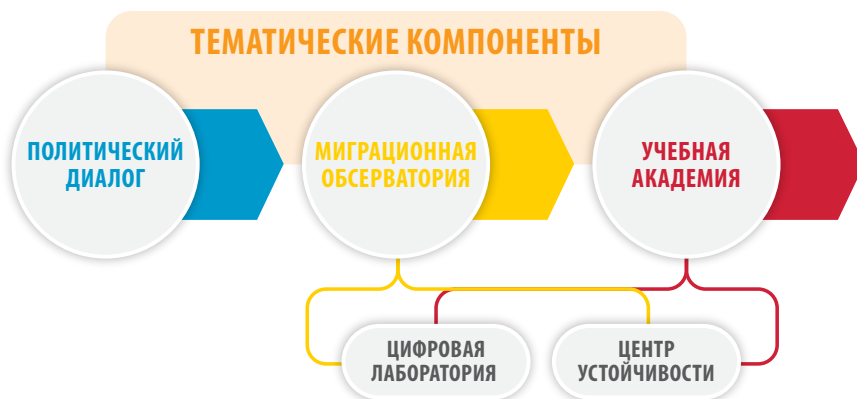 ТЕМАТИЧЕСКИЕ КОМПОНЕНТЫ
ПОЛИТИЧЕСКИЙ
ДИАЛОГ
МИГРАЦИОННАЯ
ОБСЕРВАТОРИЯ
УЧЕБНАЯ
АКАДЕМИЯ
ЦИФРОВАЯ
ЛАБОРАТОРИЯ
ЦЕНТР
УСТОЙЧИВОСТИ